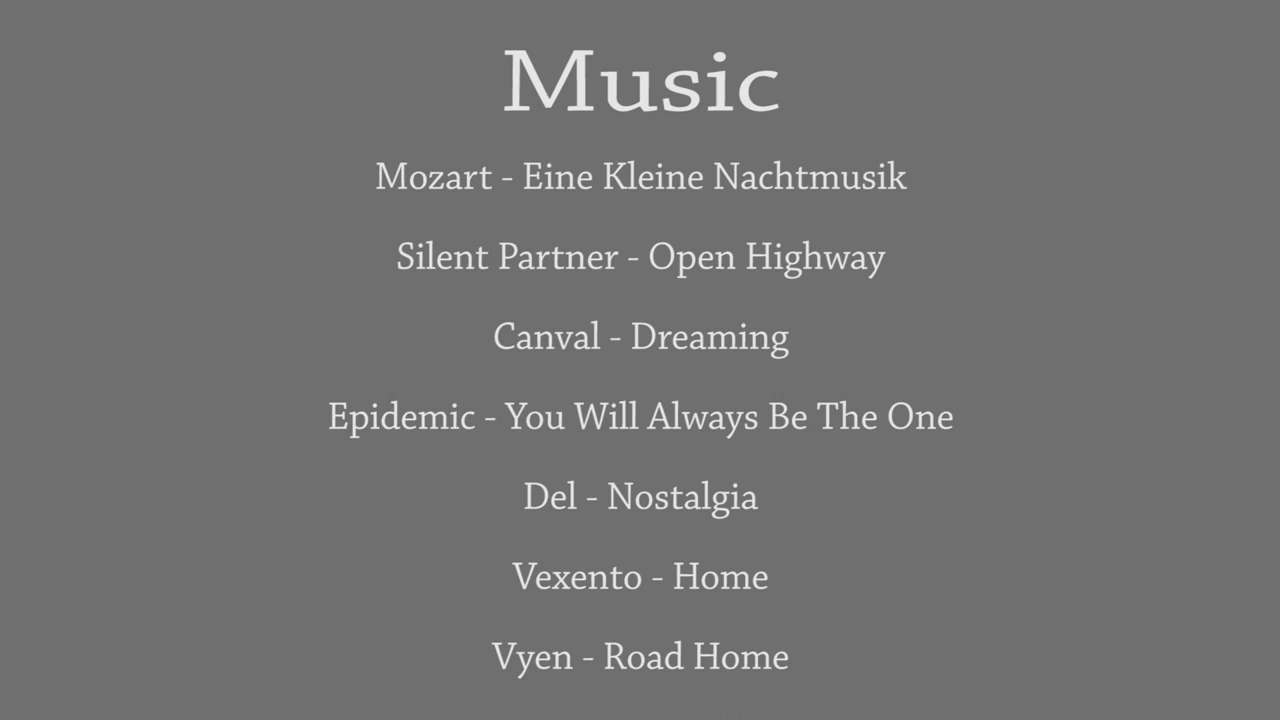 Music
Mozart - Eine Kleine Nachtmusik
Silent Partner - Open Highway
Canval - Dreaming
Epidemic - You Will Always Be The One
Del - Nostalgia
Vexento - Home
Vyen - Road Home